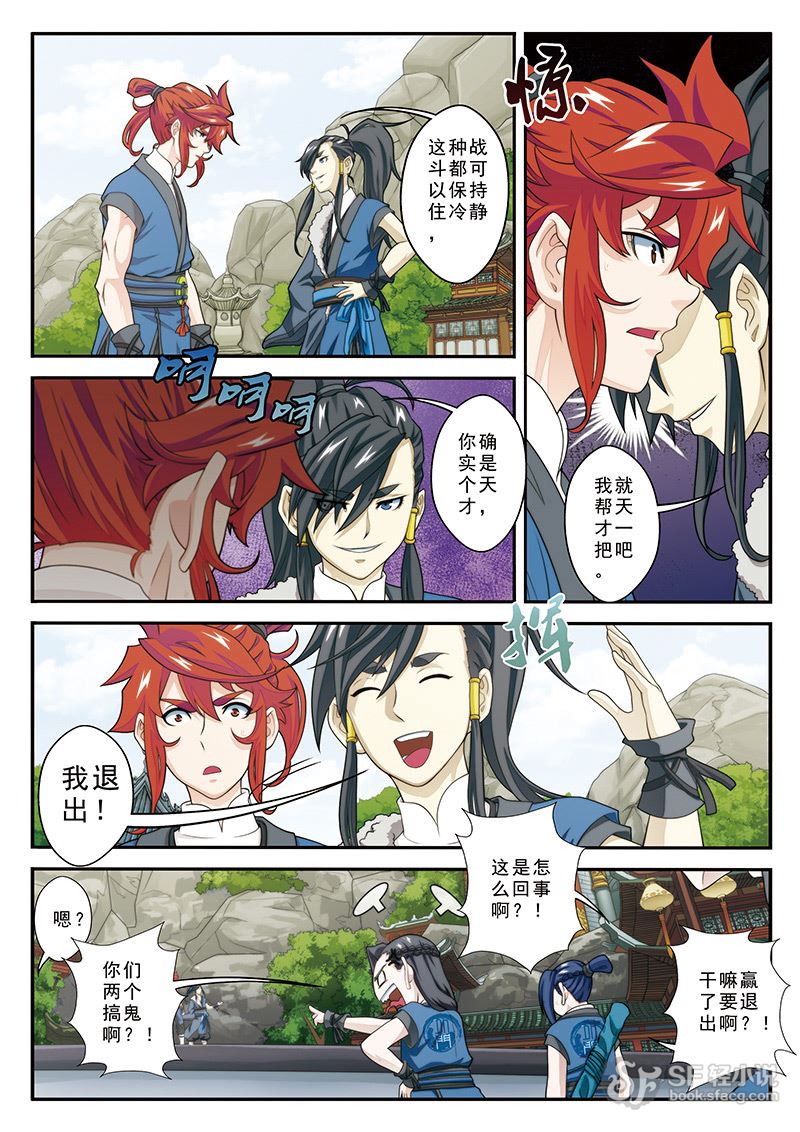 这种战
斗都可
以保持
住冷静
，
惊
我就
帮天
才一
把吧
。
呵呵呵
你确
实是
个天
才，
挥
我退
出！
嗯？
你们
两个
搞鬼
啊？！
这是怎
么回事
啊？！
干嘛赢
了要退
出啊？！
門
門
SF轻小说
book.sfacg.com